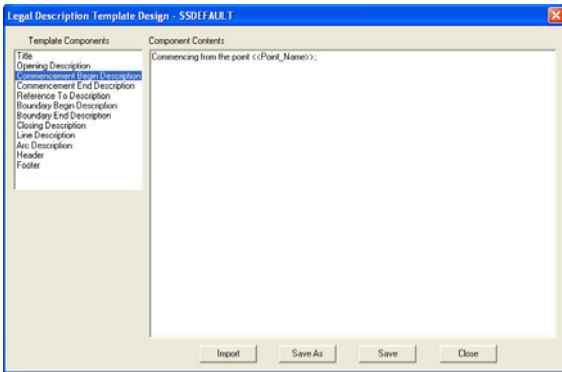 Legal Description Template Design - SSDEFAULT
Template Components
Component Contents
Title
Opening Description
Commencement Begin Description
Commencement End Description
Reference To Description
Boundary Begin Description
Boundary End Description
Closing Description
Line Description
Arc Description
Header
Footer
Commencing from the point <<Point_Name>>;
Import
Save As
Save
Close